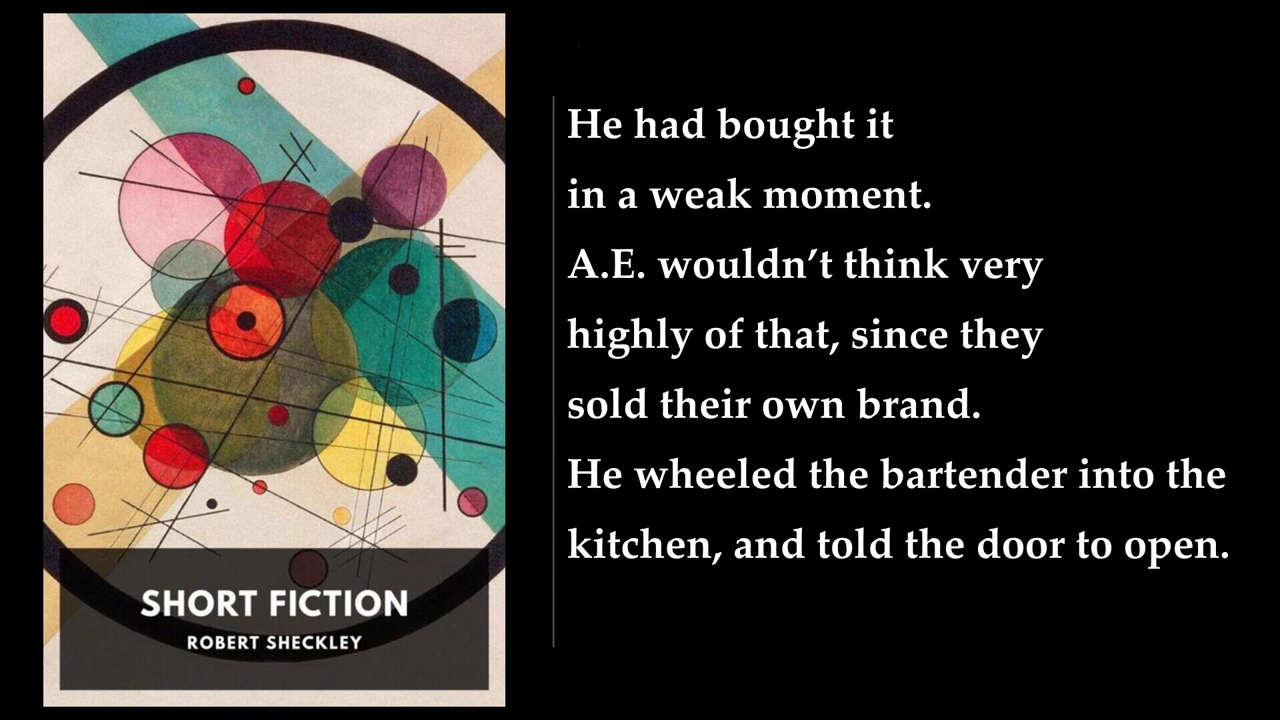 SHORT FICTION
ROBERT SHECKLEY
He had bought it
in a weak moment.
A.E. wouldn’t think very
highly of that, since they
sold their own brand.
He wheeled the bartender into the
kitchen, and told the door to open.